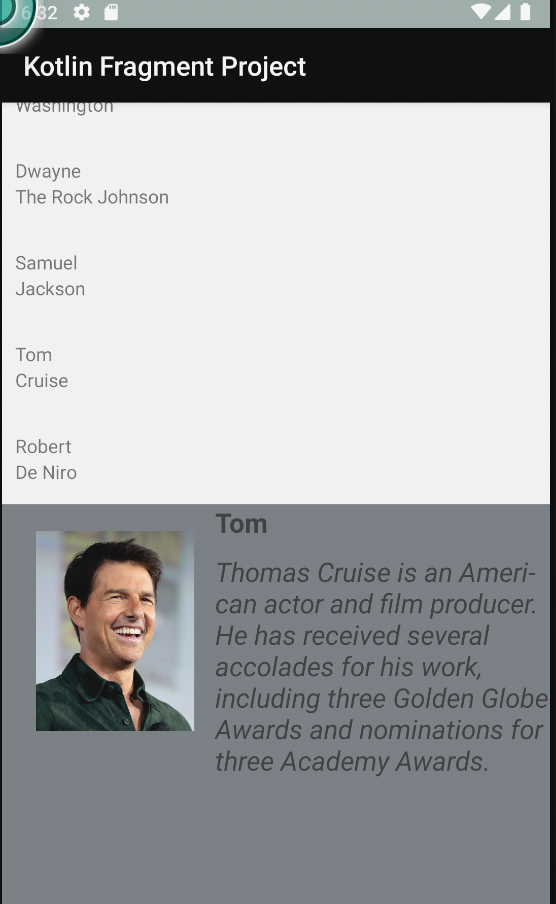 6:32
Kotlin Fragment Project
Washington
Dwayne
The Rock Johnson
Samuel
Jackson
Tom
Cruise
Robert
De Niro
Tom
Thomas Cruise is an Ameri-
can actor and film producer.
He has received several
accolades for his work,
including three Golden Globe
Awards and nominations for
three Academy Awards.